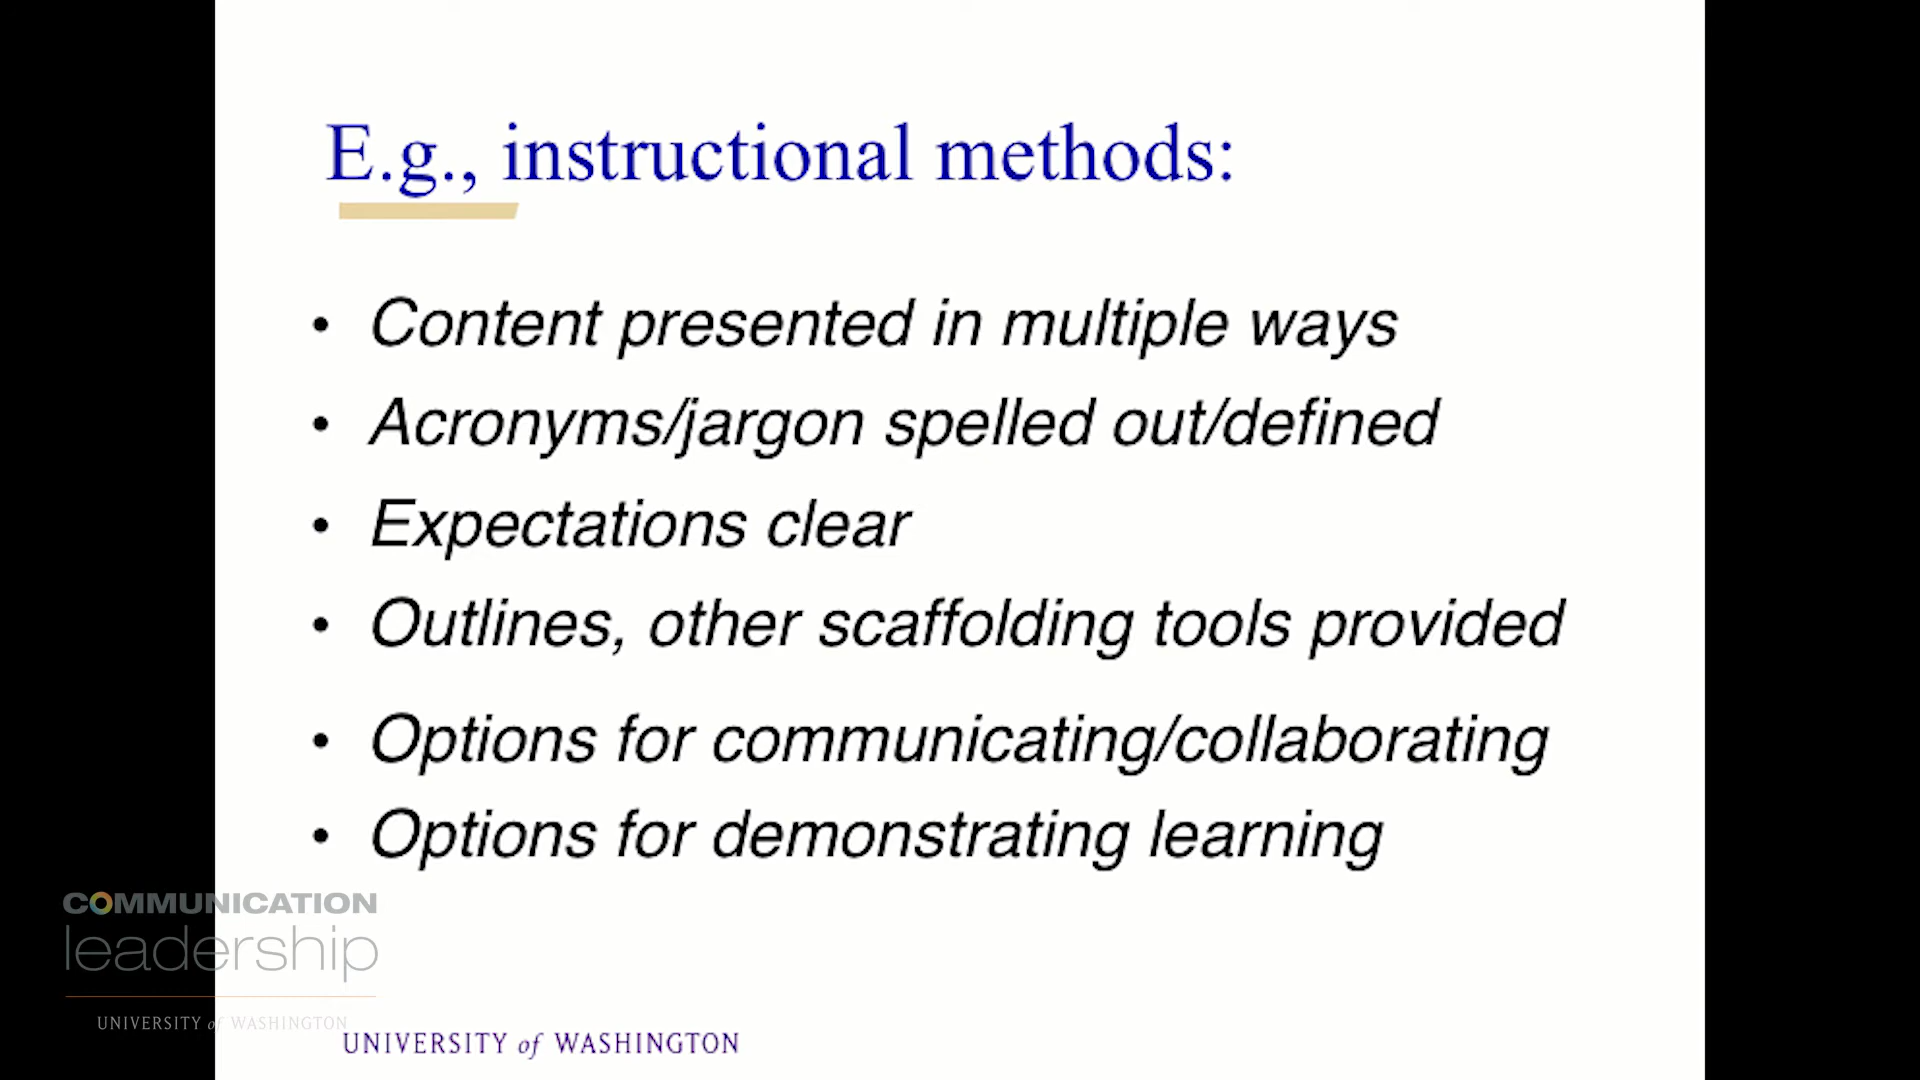 E.g., instructional methods:
• Content presented in multiple ways
• Acronyms/jargon spelled out/defined
• Expectations clear
• Outlines, other scaffolding tools provided
• Options for communicating/collaborating
• Options for demonstrating learning
COMMUNICATION
leadership
UNIVERSITY of WASHINGTON
UNIVERSITY of WASHINGTON